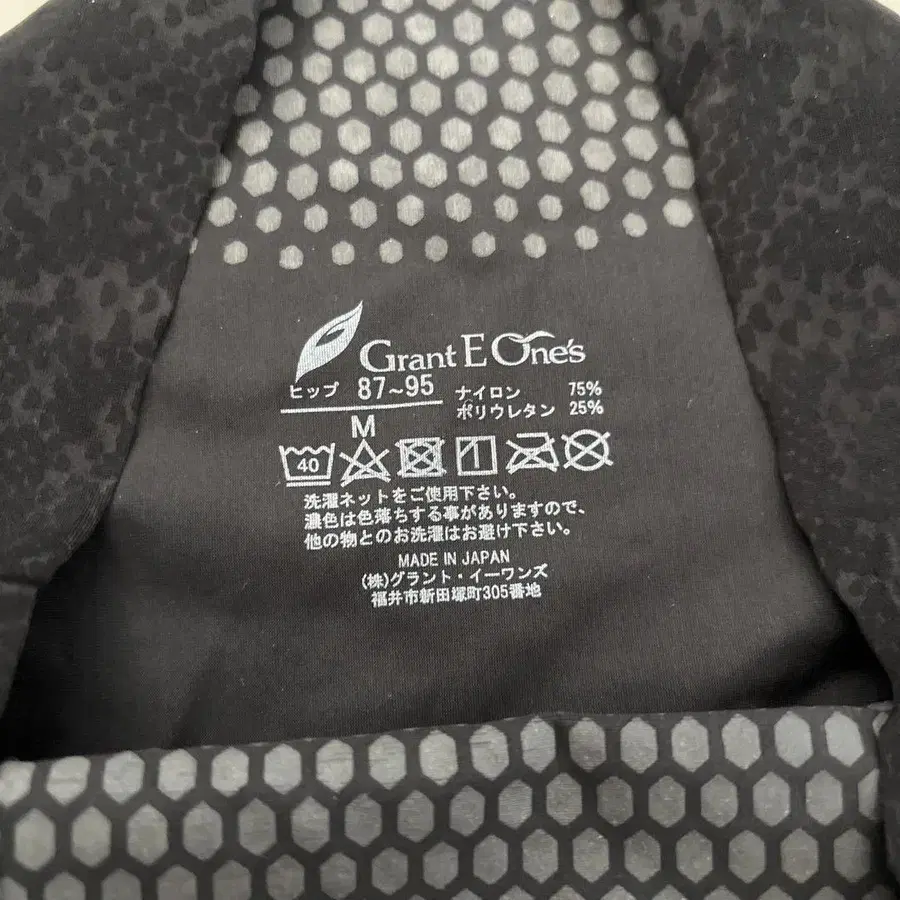 Grant E One's
ヒップ 87~95
M
ナイロン 75%
ポリウレタン 25%
40
洗濯ネットをご使用下さい。
濃色は色落ちする事がありますので、
他の物とのお洗濯はお避け下さい。
MADE IN JAPAN
(株)グラント・イーワンズ
福井市新田塚町305番地